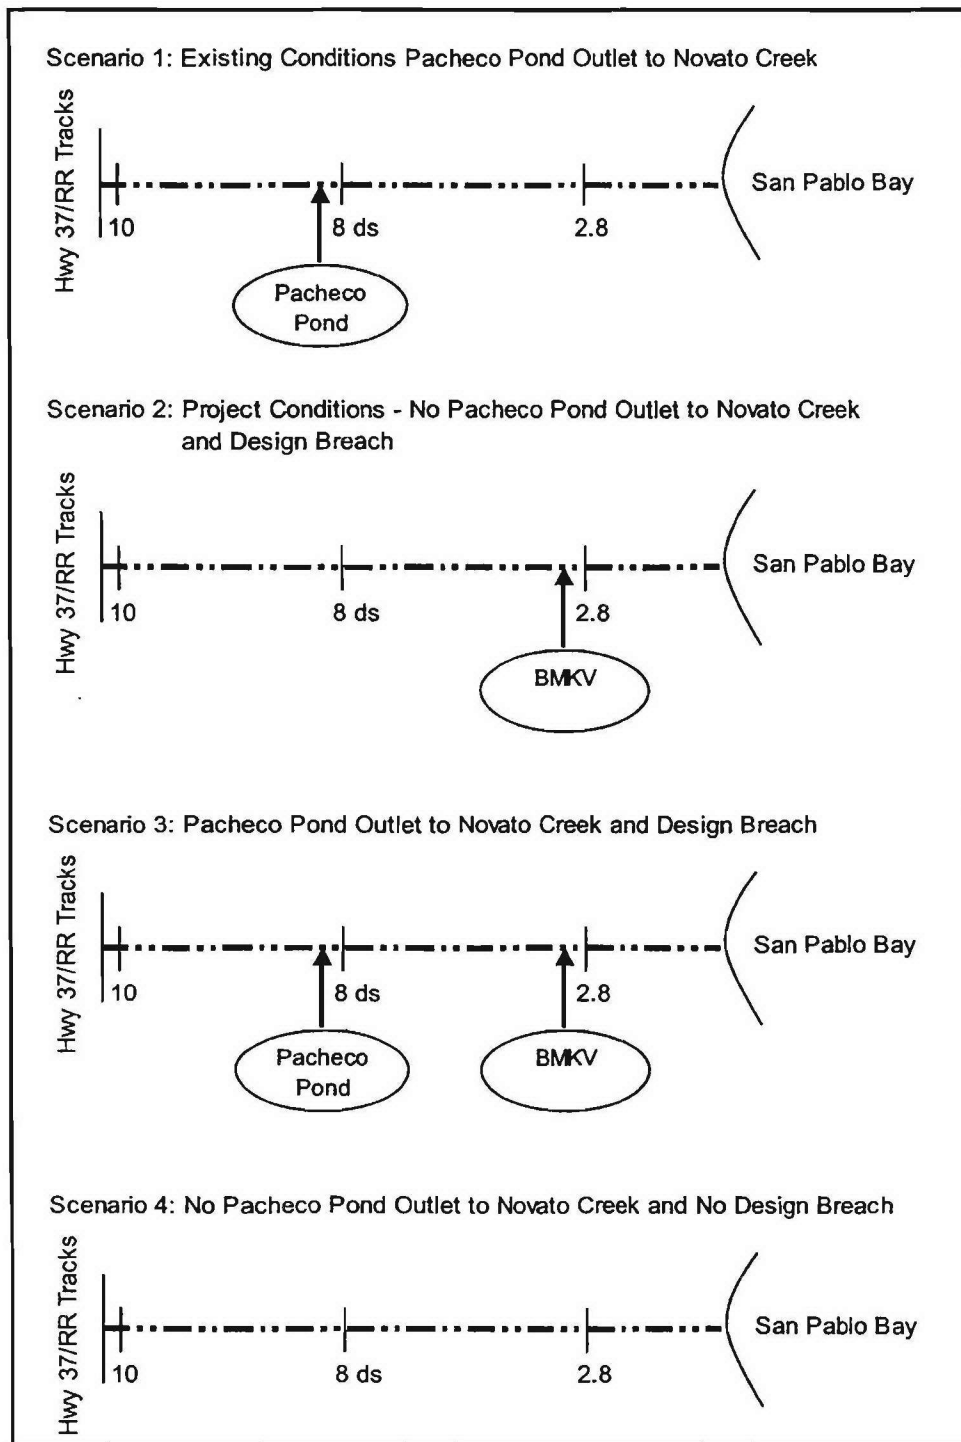 Scenario 1: Existing Conditions Pacheco Pond Outlet to Novato Creek
Hwy 37/RR Tracks
San Pablo Bay
10
8 ds
2.8
Pacheco
Pond
Scenario 2: Project Conditions - No Pacheco Pond Outlet to Novato Creek
and Design Breach
Hwy 37/RR Tracks
San Pablo Bay
10
8 ds
2.8
BMKV
Scenario 3: Pacheco Pond Outlet to Novato Creek and Design Breach
Hwy 37/RR Tracks
San Pablo Bay
10
8 ds
2.8
Pacheco
Pond
BMKV
Scenario 4: No Pacheco Pond Outlet to Novato Creek and No Design Breach
Hwy 37/RR Tracks
San Pablo Bay
10
8 ds
2.8